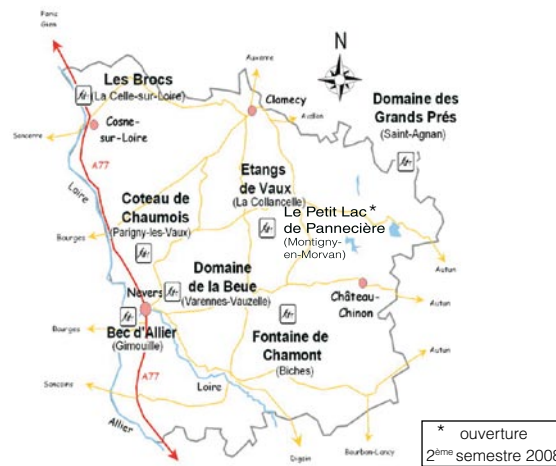 Paris
Gien
N
Les Brocs
(La Celle-sur-Loire)
Auxerre
Clamecy
Domaine des
Grands Prés
(Saint-Agnan)
Cosne-
sur-Loire
Avallon
Sancerre
A77
Etangs
de Vaux
(La Collancelle)
Loire
Coteau de
Chaumois
(Parigny-les-Vaux)
Le Petit Lac *
de Pannecière
(Montigny-
en-Morvan)
Bourges
Domaine
de la Beue
(Varennes-Vauzelle)
Autun
Nevers
Château-
Chinon
Autun
Bec d'Allier
(Gimouille)
Bourges
Fontaine de
Chamont
(Biches)
Autun
A77
Loire
Sancoins
Allier
Digoin
Bourbon-Lancy
* ouverture
2ème semestre 2008